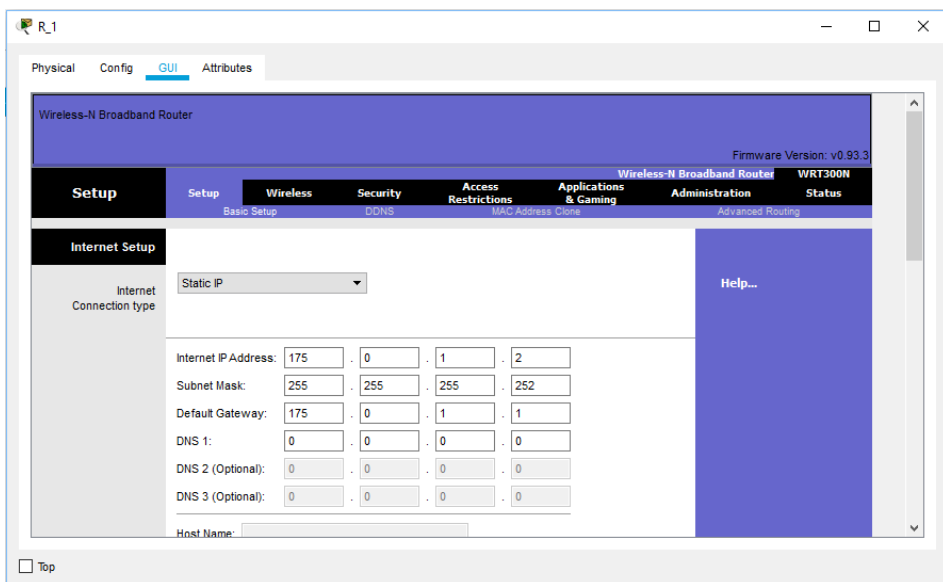 R_1
Physical Config GUI Attributes
Wireless-N Broadband Router
Firmware Version: v0.93.3
Wireless-N Broadband Router WRT300N
Setup Setup Wireless Security Access Restrictions Applications & Gaming Administration Status
Basic Setup DDNS MAC Address Clone Advanced Routing
Internet Setup
Internet Connection type Static IP Help...
Internet IP Address: 175 . 0 . 1 . 2
Subnet Mask: 255 . 255 . 255 . 252
Default Gateway: 175 . 0 . 1 . 1
DNS 1: 0 . 0 . 0 . 0
DNS 2 (Optional): 0 . 0 . 0 . 0
DNS 3 (Optional): 0 . 0 . 0 . 0
Host Name:
Top